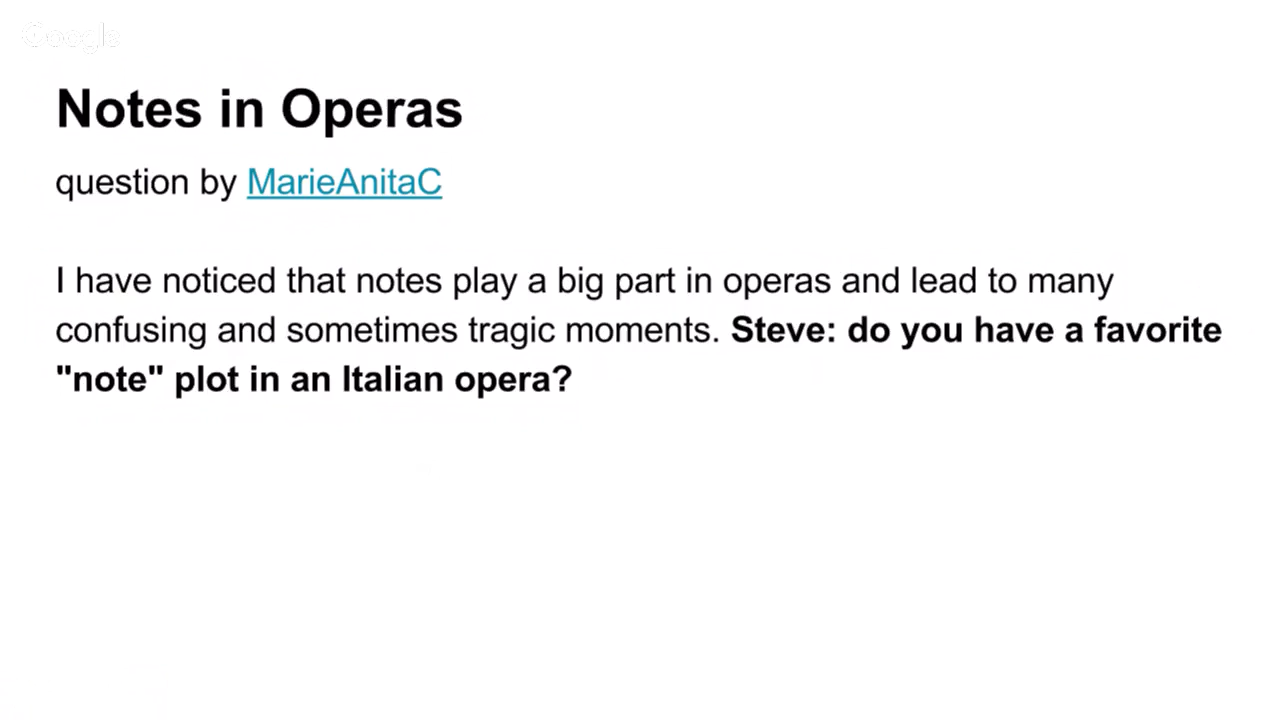 Google
Notes in Operas
question by MarieAnitaC
I have noticed that notes play a big part in operas and lead to many
confusing and sometimes tragic moments. Steve: do you have a favorite
"note" plot in an Italian opera?